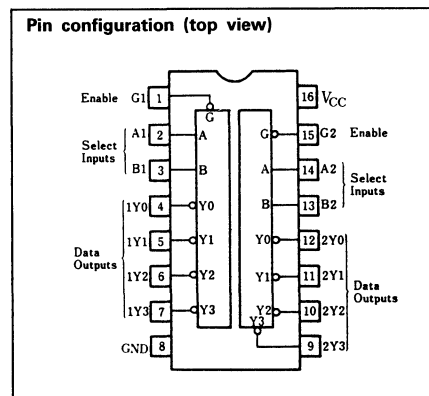 Pin configuration (top view)
Enable G1 1 G 16 VCC
G 15 G2 Enable
Select Inputs A1 2 A A 14 A2 Select Inputs
B1 3 B B 13 B2
1Y0 4 Y0 Y0 12 2Y0
1Y1 5 Y1 Y1 11 2Y1
Data Outputs Data Outputs
1Y2 6 Y2 Y2 10 2Y2
1Y3 7 Y3 Y3
GND 8 9 2Y3